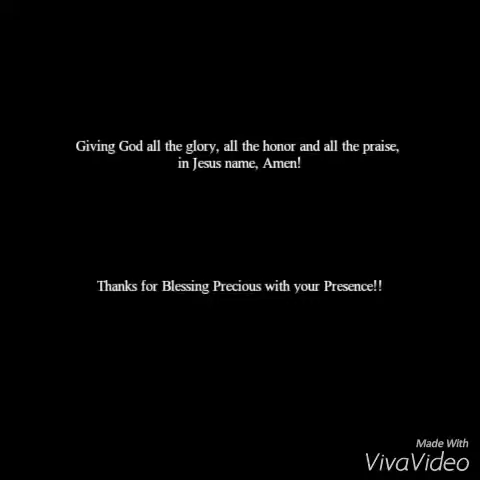 Giving God all the glory, all the honor and all the praise,
in Jesus name, Amen!
Thanks for Blessing Precious with your Presence!!
Made With
VivaVideo